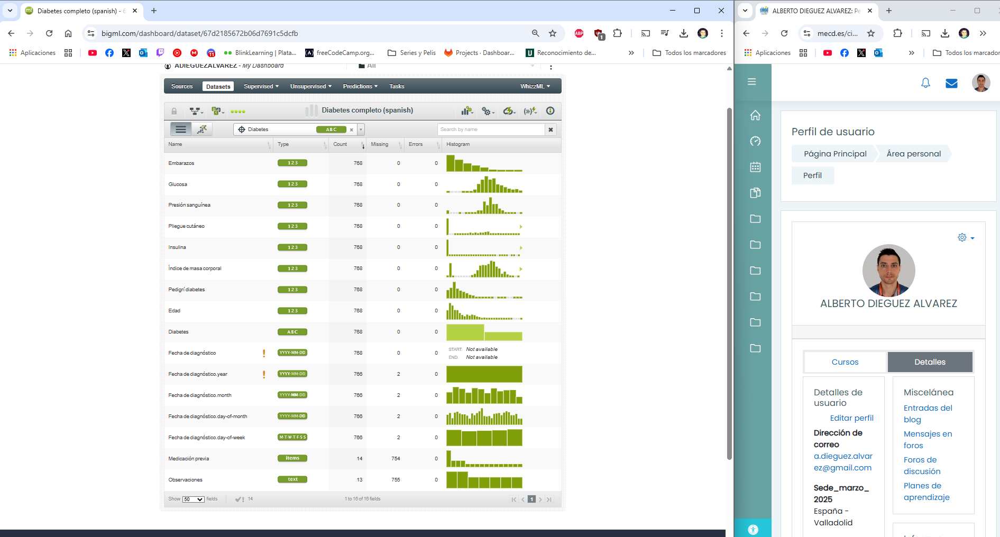 Diabetes completo (spanish) - 6
bigml.com/dashboard/dataset/67d2185672b06d7691c5dcfb
ABP
1
Aplicaciones
11
BlinkLearning | Plata...
freeCodeCamp.org...
Series y Pelis
Projects · Dashboar...
Reconocimiento de...
»
Todos los marcadores
ADIEGUEZALVAREZ - My Dashboard
All
Sources
Datasets
Supervised
Unsupervised
Predictions
Tasks
WhizzML
Diabetes completo (spanish)
Diabetes
ABC
Search by name
Name
Type
Count
Missing
Errors
Histogram
Embarazos 123 768 0 0
Glucosa 123 768 0 0
Presión sanguínea 123 768 0 0
Pliegue cutáneo 123 768 0 0
Insulina 123 768 0 0
Índice de masa corporal 123 768 0 0
Pedigrí diabetes 123 768 0 0
Edad 123 768 0 0
Diabetes ABC 768 0 0
Fecha de diagnóstico ! YYYY-MM-DD 768 0 0 START: Not available
END: Not available
Fecha de diagnóstico.year ! YYYY-MM-DD 766 2 0
Fecha de diagnóstico.month YYYY-MM-DD 766 2 0
Fecha de diagnóstico.day-of-month YYYY-MM-DD 766 2 0
Fecha de diagnóstico.day-of-week M-T-W-T-F-S-S 766 2 0
Medicación previa items 14 754 0
Observaciones text 13 755 0
Show 50 fields
14
1 to 16 of 16 fields
1
ALBERTO DIEGUEZ ALVAREZ: Pe
mecd.es/ci...
»
Aplicaciones
»
Todos los marcador
Perfil de usuario
Página Principal
Área personal
Perfil
ALBERTO DIEGUEZ ALVAREZ
Cursos
Detalles
Detalles de
usuario
Editar perfil
Dirección de
correo
a.dieguez.alvar
ez@gmail.com
Sede_marzo_
2025
España -
Valladolid
Miscelánea
Entradas del
blog
Mensajes en
foros
Foros de
discusión
Planes de
aprendizaje